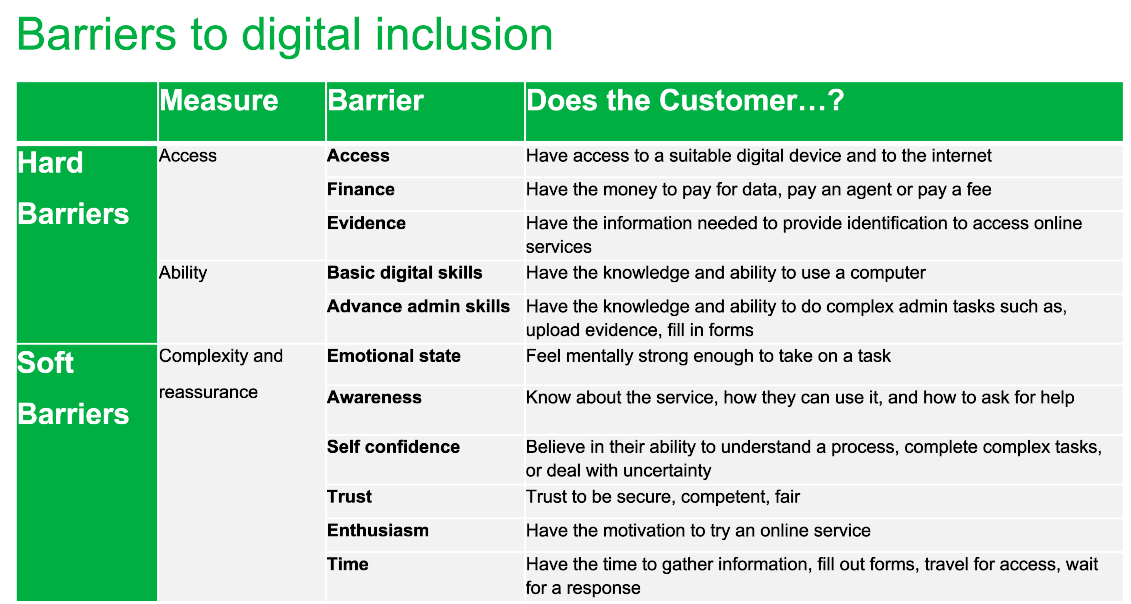 Barriers to digital inclusion
Measure Barrier Does the Customer…?
Hard
Barriers
Access Access Have access to a suitable digital device and to the internet
Finance Have the money to pay for data, pay an agent or pay a fee
Evidence Have the information needed to provide identification to access online
services
Ability Basic digital skills Have the knowledge and ability to use a computer
Advance admin skills Have the knowledge and ability to do complex admin tasks such as,
upload evidence, fill in forms
Soft
Barriers
Complexity and
reassurance
Emotional state Feel mentally strong enough to take on a task
Awareness Know about the service, how they can use it, and how to ask for help
Self confidence Believe in their ability to understand a process, complete complex tasks,
or deal with uncertainty
Trust Trust to be secure, competent, fair
Enthusiasm Have the motivation to try an online service
Time Have the time to gather information, fill out forms, travel for access, wait
for a response